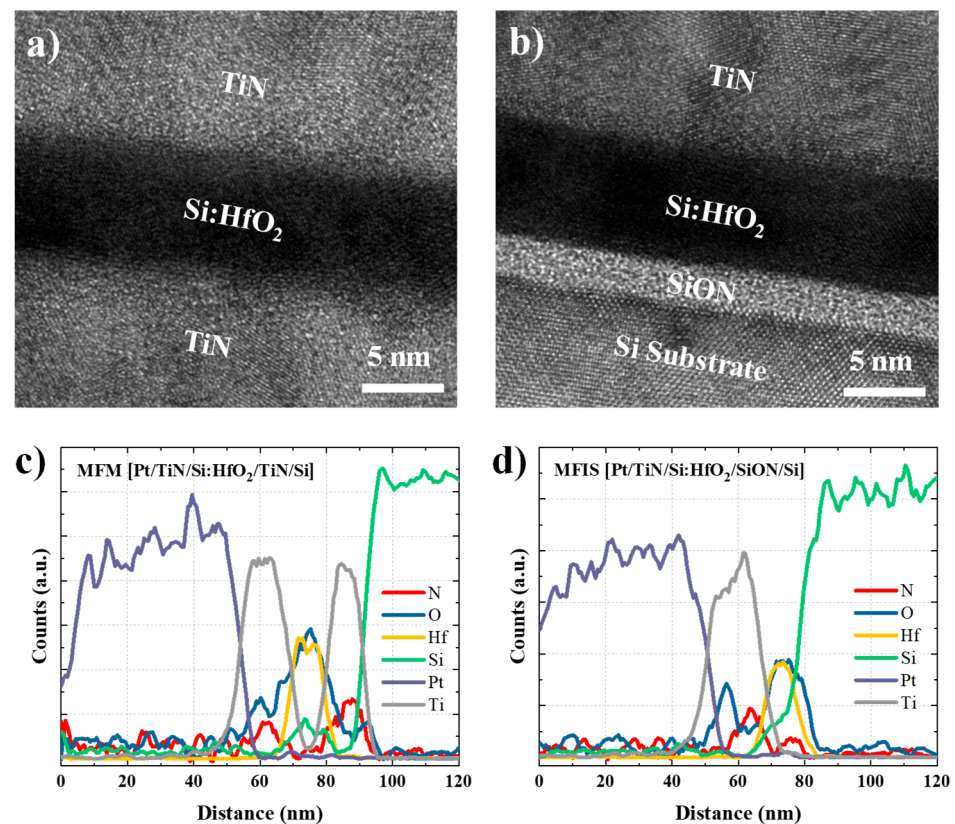 a)
TiN
Si:HfO₂
TiN
5 nm
b)
TiN
Si:HfO₂
SiON
Si Substrate
5 nm
c)
MFM [Pt/TiN/Si:HfO₂/TiN/Si]
Counts (a.u.)
N
O
Hf
Si
Pt
Ti
0 20 40 60 80 100 120
Distance (nm)
d)
MFIS [Pt/TiN/Si:HfO₂/SiON/Si]
Counts (a.u.)
N
O
Hf
Si
Pt
Ti
0 20 40 60 80 100 120
Distance (nm)